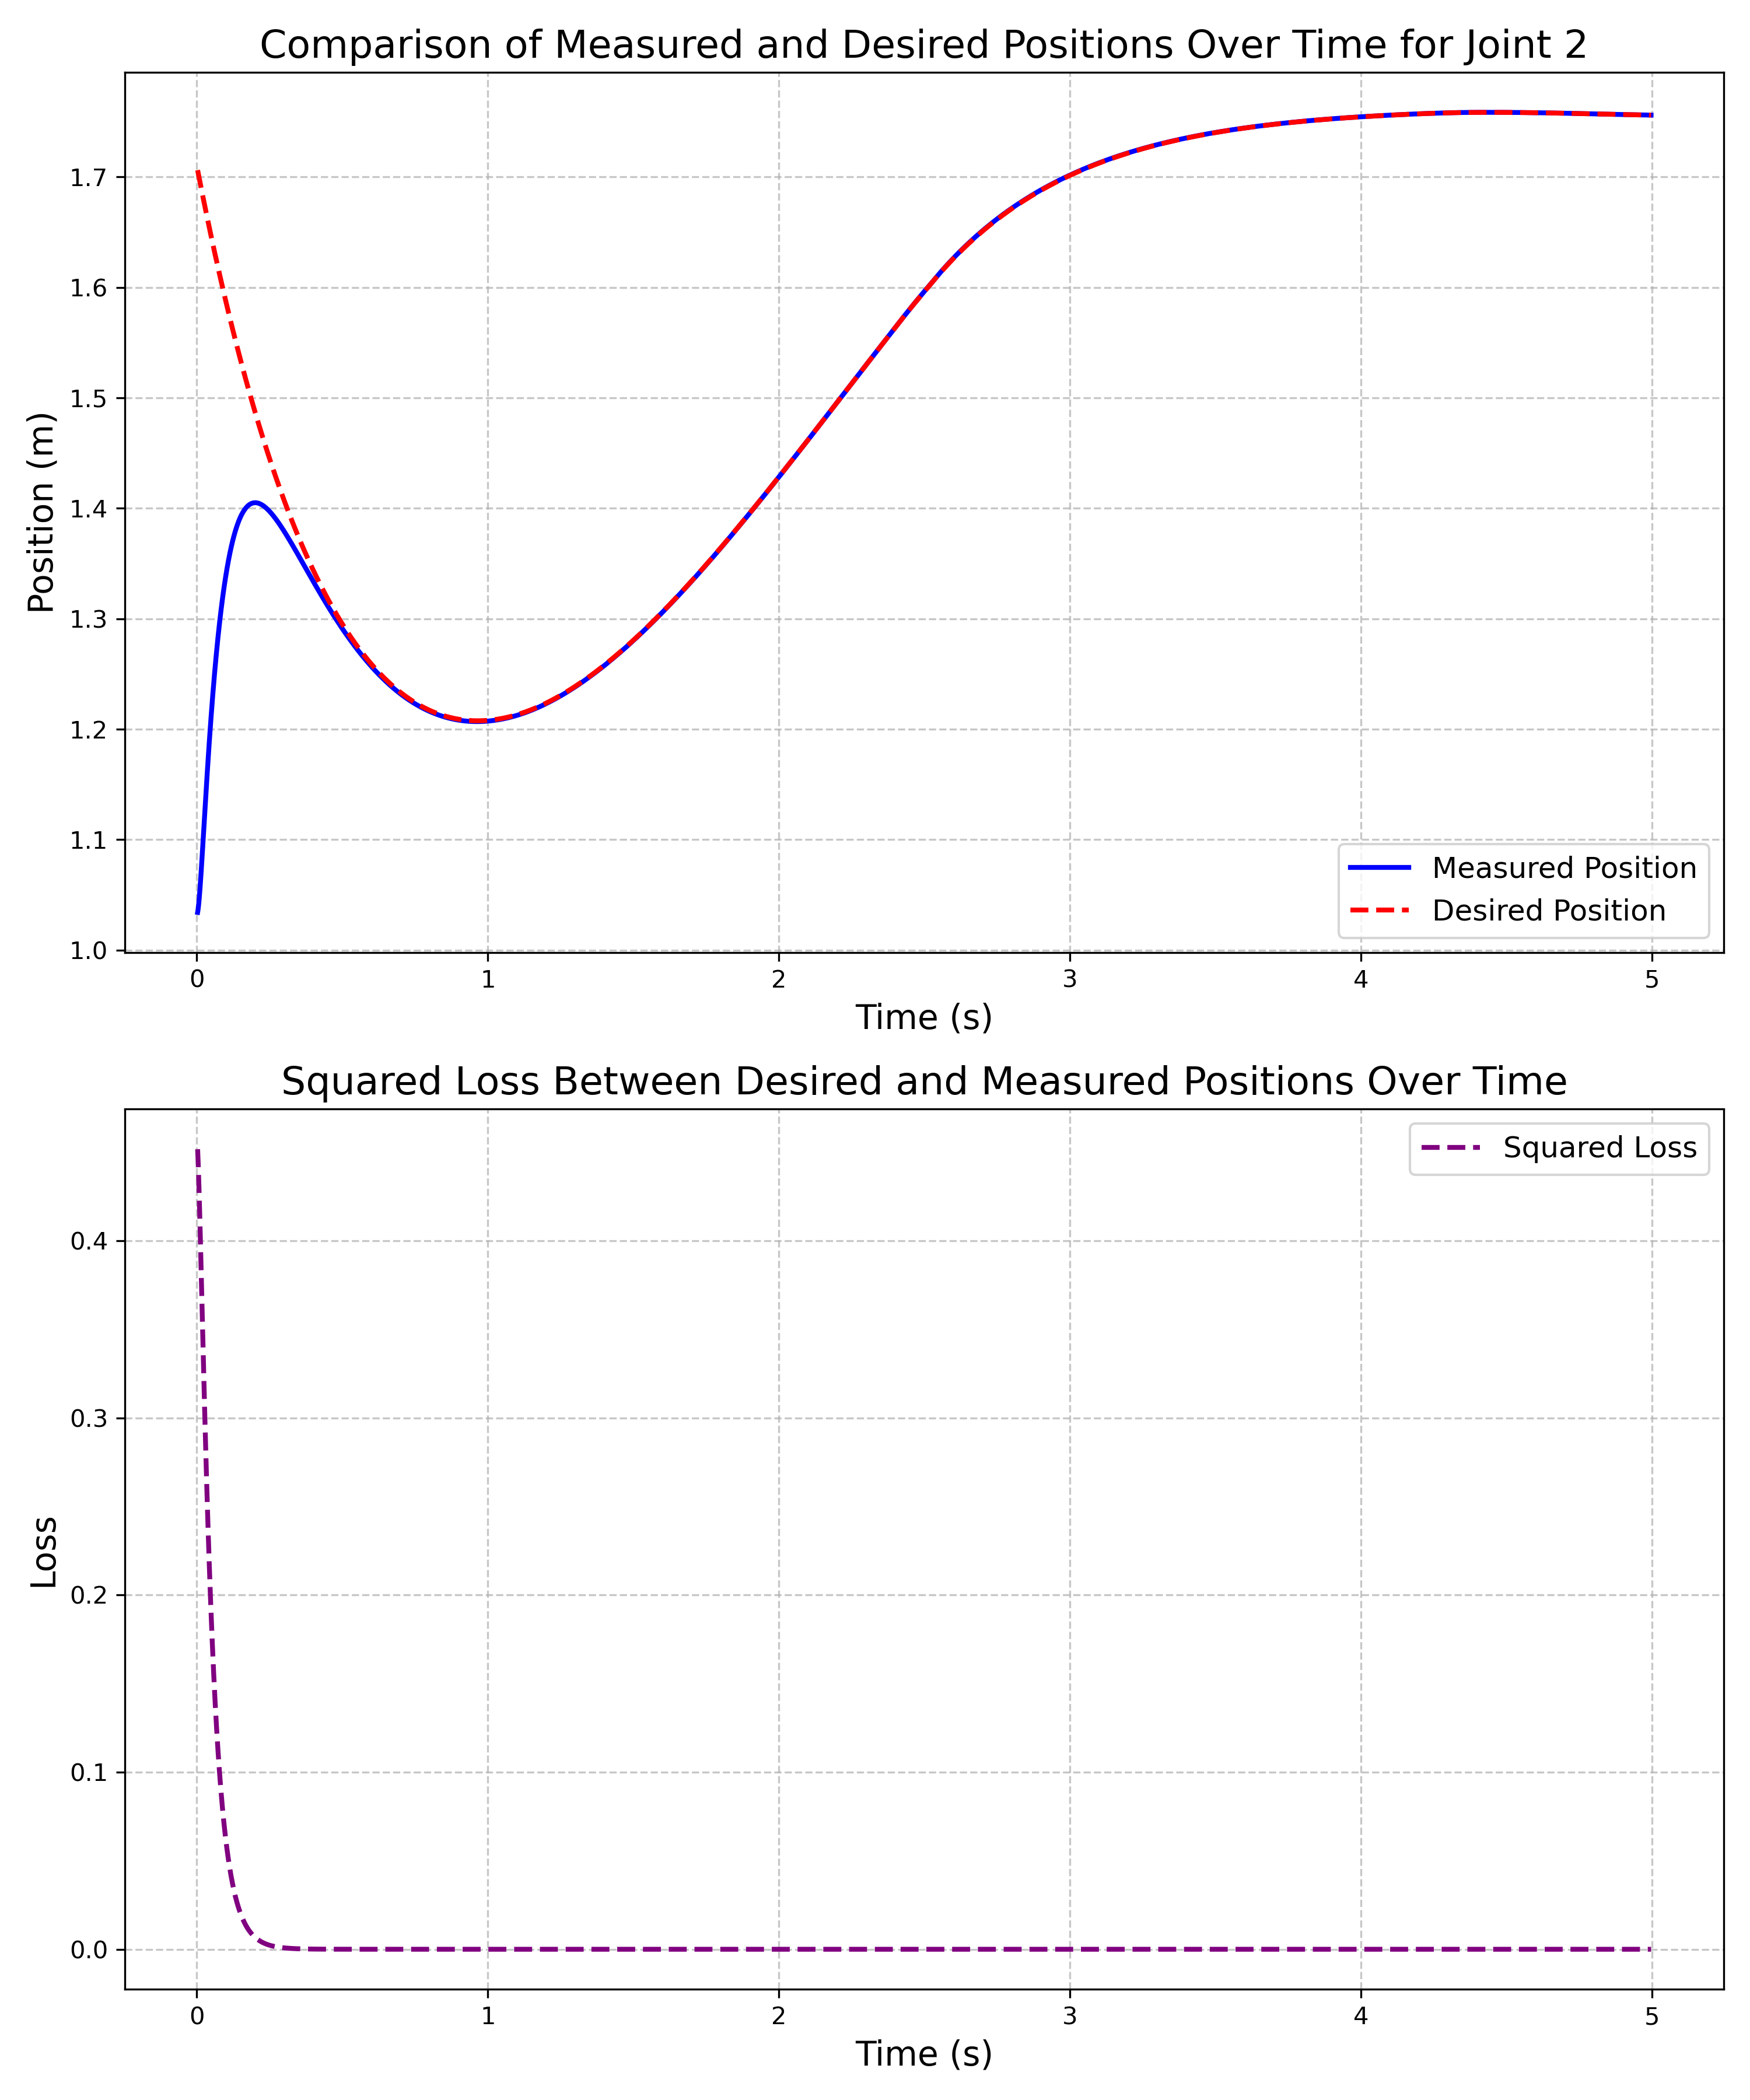 Comparison of Measured and Desired Positions Over Time for Joint 2
Position (m)
1.7
1.6
1.5
1.4
1.3
1.2
1.1
1.0
Measured Position
Desired Position
0 1 2 3 4 5
Time (s)
Squared Loss Between Desired and Measured Positions Over Time
Squared Loss
Loss
0.4
0.3
0.2
0.1
0.0
0 1 2 3 4 5
Time (s)